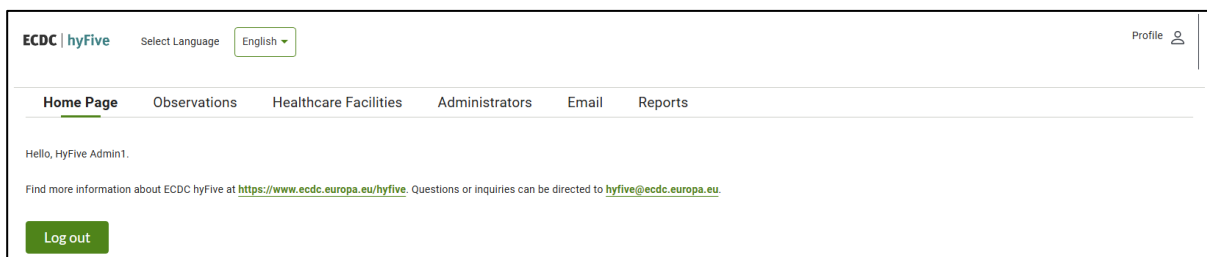 ECDC | hyFive Select Language English Profile
Home Page Observations Healthcare Facilities Administrators Email Reports
Hello, HyFive Admin1.
Find more information about ECDC hyFive at https://www.ecdc.europa.eu/hyfive. Questions or inquiries can be directed to hyfive@ecdc.europa.eu.
Log out